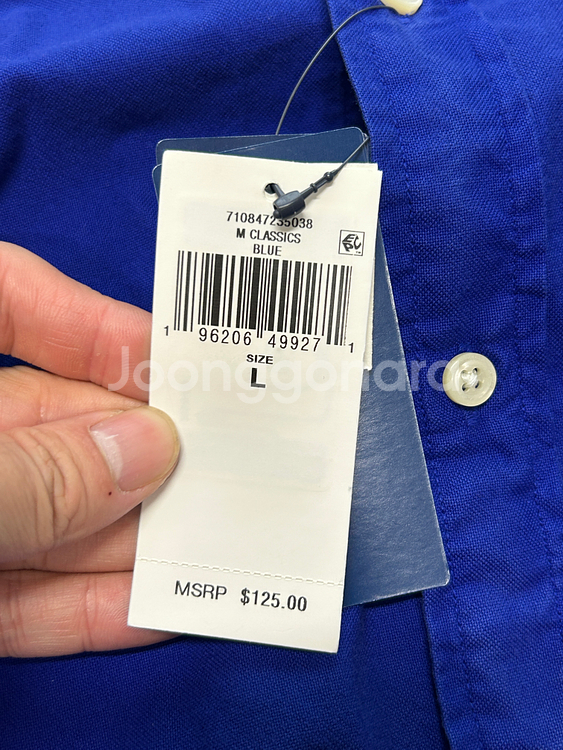 710847235038
M CLASSICS
BLUE
1 96206 49927 1
SIZE
L
Joonggonara
MSRP $125.00